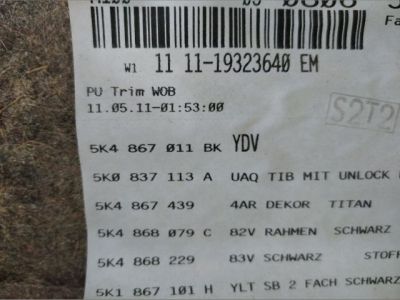 W1 11 11-19323640 EM
PU Trim WOB
11.05.11-01:53:00
S2T2
5K4 867 011 BK YDV
5K0 837 113 A UAQ TIB MIT UNLOCK
5K4 867 439 4AR DEKOR TITAN
5K4 868 079 C 82V RAHMEN SCHWARZ
5K4 868 229 83V SCHWARZ STOF
5K1 867 101 H YLT SB 2 FACH SCHWARZ